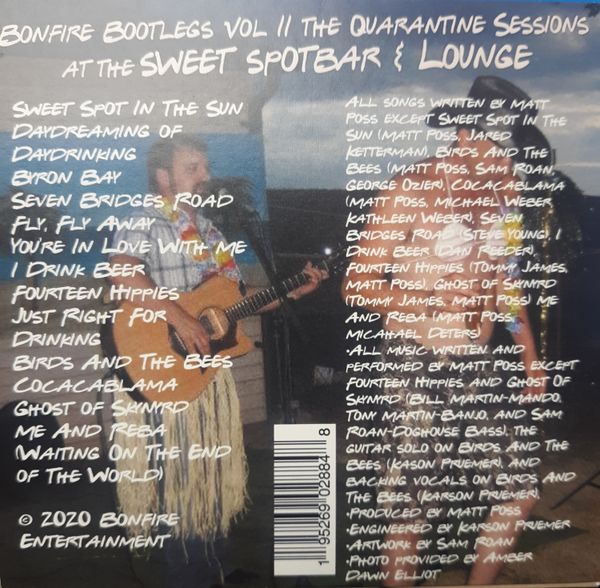 BONFIRE BOOTLEGS VOL II THE QUARANTINE SESSIONS
AT THE SWEET SPOTBAR & LOUNGE
SWEET SPOT IN THE SUN
DAYDREAMING OF
DAYDRINKING
BYRON BAY
SEVEN BRIDGES ROAD
FLY, FLY AWAY
YOU'RE IN LOVE WITH ME
I DRINK BEER
FOURTEEN HIPPIES
JUST RIGHT FOR
DRINKING
BIRDS AND THE BEES
COCACABLAMA
GHOST OF SKYNYRD
ME AND REBA
(WAITING ON THE END
OF THE WORLD)
© 2020 BONFIRE
ENTERTAINMENT
ALL SONGS WRITTEN BY MATT
POSS EXCEPT SWEET SPOT IN THE
SUN (MATT POSS, JARED
KETTERMAN), BIRDS AND THE
BEES (MATT POSS, SAM ROAN,
GEORGE OZIER), COCACABLAMA
(MATT POSS, MICHAEL WEBER
KATHLEEN WEBER), SEVEN
BRIDGES ROAD (STEVE YOUNG), I
DRINK BEER (DAN REEDER),
FOURTEEN HIPPIES (TOMMY JAMES,
MATT POSS), GHOST OF SKYNYRD
(TOMMY JAMES, MATT POSS) ME
AND REBA (MATT POSS
MICAHAEL DETERS)
·ALL MUSIC WRITTEN AND
PERFORMED BY MATT POSS EXCEPT
FOURTEEN HIPPIES AND GHOST OF
SKYNYRD (BILL MARTIN-MANDO,
TONY MARTIN-BANJO, AND SAM
ROAN-DOGHOUSE BASS), THE
GUITAR SOLO ON BIRDS AND THE
BEES (KASON PRUEMER), AND
BACKING VOCALS ON BIRDS AND
THE BEES (KARSON PRUEMER).
·PRODUCED BY MATT POSS
·ENGINEERED BY KARSON PRUEMER
·ARTWORK BY SAM ROAN
·PHOTO PROVIDED BY AMBER
DAWN ELLIOT
1 95269 02884 8